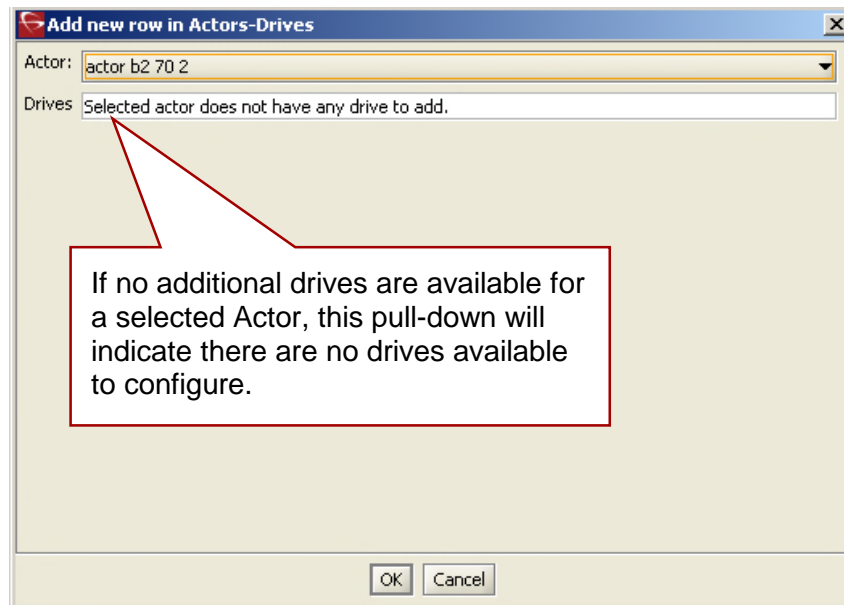 Add new row in Actors-Drives
Actor: actor b2 70 2
Drives Selected actor does not have any drive to add.
If no additional drives are available for
a selected Actor, this pull-down will
indicate there are no drives available
to configure.
OK Cancel